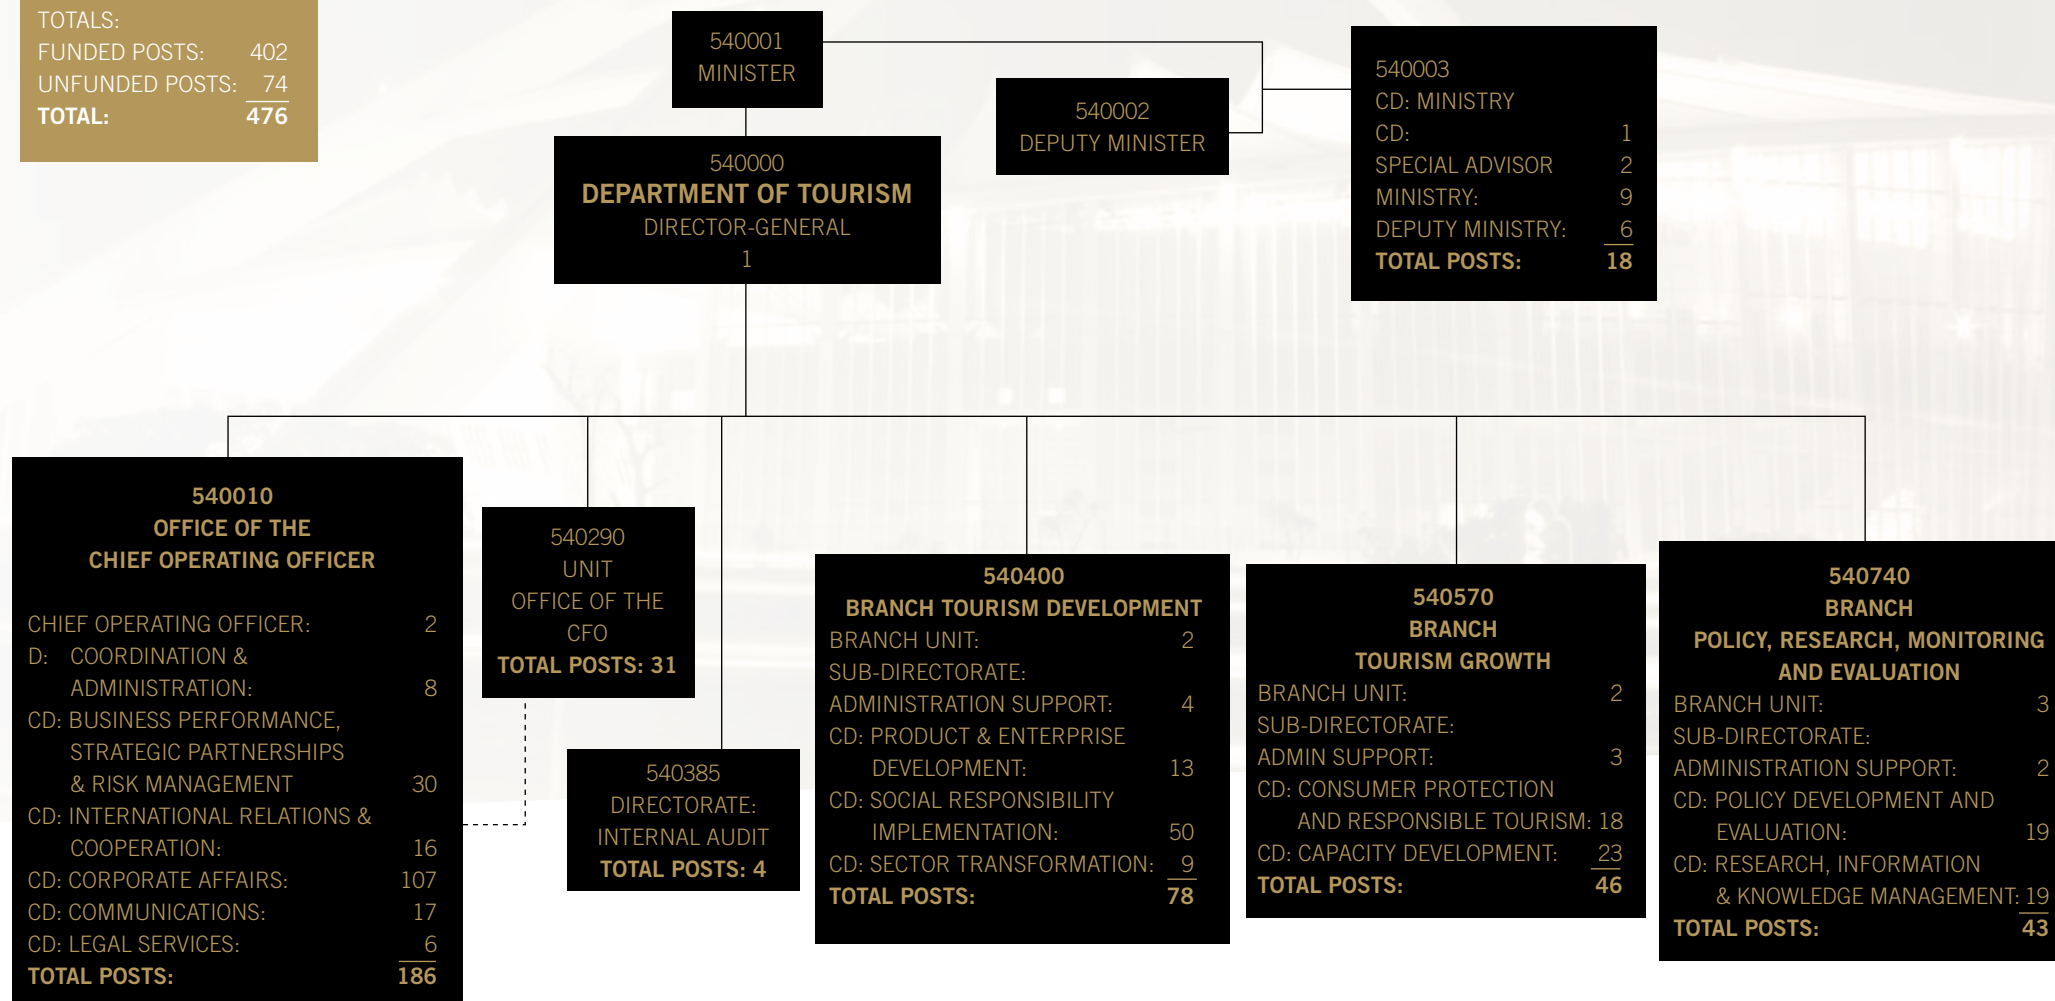 TOTALS:
FUNDED POSTS: 402
UNFUNDED POSTS: 74
TOTAL: 476
540001
MINISTER
540002
DEPUTY MINISTER
540003
CD: MINISTRY
CD: 1
SPECIAL ADVISOR 2
MINISTRY: 9
DEPUTY MINISTRY: 6
TOTAL POSTS: 18
540000
DEPARTMENT OF TOURISM
DIRECTOR-GENERAL
1
540010
OFFICE OF THE
CHIEF OPERATING OFFICER
CHIEF OPERATING OFFICER: 2
D: COORDINATION &
ADMINISTRATION: 8
CD: BUSINESS PERFORMANCE,
STRATEGIC PARTNERSHIPS
& RISK MANAGEMENT 30
CD: INTERNATIONAL RELATIONS &
COOPERATION: 16
CD: CORPORATE AFFAIRS: 107
CD: COMMUNICATIONS: 17
CD: LEGAL SERVICES: 6
TOTAL POSTS: 186
540290
UNIT
OFFICE OF THE
CFO
TOTAL POSTS: 31
540385
DIRECTORATE:
INTERNAL AUDIT
TOTAL POSTS: 4
540400
BRANCH TOURISM DEVELOPMENT
BRANCH UNIT: 2
SUB-DIRECTORATE:
ADMINISTRATION SUPPORT: 4
CD: PRODUCT & ENTERPRISE
DEVELOPMENT: 13
CD: SOCIAL RESPONSIBILITY
IMPLEMENTATION: 50
CD: SECTOR TRANSFORMATION: 9
TOTAL POSTS: 78
540570
BRANCH
TOURISM GROWTH
BRANCH UNIT: 2
SUB-DIRECTORATE:
ADMIN SUPPORT: 3
CD: CONSUMER PROTECTION
AND RESPONSIBLE TOURISM: 18
CD: CAPACITY DEVELOPMENT: 23
TOTAL POSTS: 46
540740
BRANCH
POLICY, RESEARCH, MONITORING
AND EVALUATION
BRANCH UNIT: 3
SUB-DIRECTORATE:
ADMINISTRATION SUPPORT: 2
CD: POLICY DEVELOPMENT AND
EVALUATION: 19
CD: RESEARCH, INFORMATION
& KNOWLEDGE MANAGEMENT: 19
TOTAL POSTS: 43